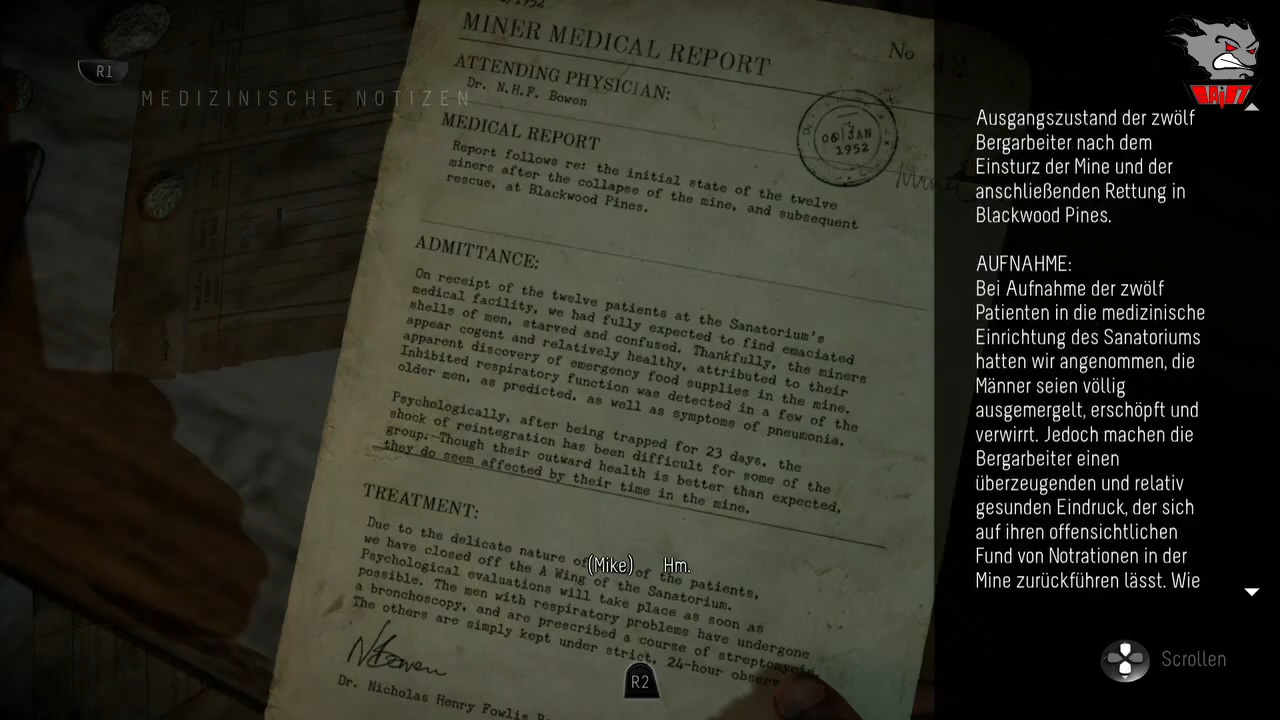 /1952
MINER MEDICAL REPORT
No 42
ATTENDING PHYSICIAN:
Dr. N.H.F. Bowen
MEDICAL REPORT
Report follows re: the initial state of the twelve
miners after the collapse of the mine, and subsequent
rescue, at Blackwood Pines.
06 JAN
1952
ADMITTANCE:
On receipt of the twelve patients at the Sanatorium's
medical facility, we had fully expected to find emaciated
shells of men, starved and confused. Thankfully, the miners
appear cogent and relatively healthy, attributed to their
apparent discovery of emergency food supplies in the mine.
Inhibited respiratory function was detected in a few of the
older men, as predicted, as well as symptoms of pneumonia.
Psychologically, after being trapped for 23 days, the
shock of reintegration has been difficult for some of the
group. Though their outward health is better than expected,
they do seem affected by their time in the mine.
TREATMENT:
Due to the delicate nature of of the patients,
we have closed off the A Wing of the Sanatorium.
Psychological evaluations will take place as soon as
possible. The men with respiratory problems have undergone
a bronchoscopy, and are prescribed a course of streptomycin.
The others are simply kept under strict, 24-hour observ
NBowen
Dr. Nicholas Henry Fowlis B
R1
MEDIZINISCHE NOTIZEN
(Mike) Hm.
R2
Ausgangszustand der zwölf
Bergarbeiter nach dem
Einsturz der Mine und der
anschließenden Rettung in
Blackwood Pines.
AUFNAHME:
Bei Aufnahme der zwölf
Patienten in die medizinische
Einrichtung des Sanatoriums
hatten wir angenommen, die
Männer seien völlig
ausgemergelt, erschöpft und
verwirrt. Jedoch machen die
Bergarbeiter einen
überzeugenden und relativ
gesunden Eindruck, der sich
auf ihren offensichtlichen
Fund von Notrationen in der
Mine zurückführen lässt. Wie
Scrollen